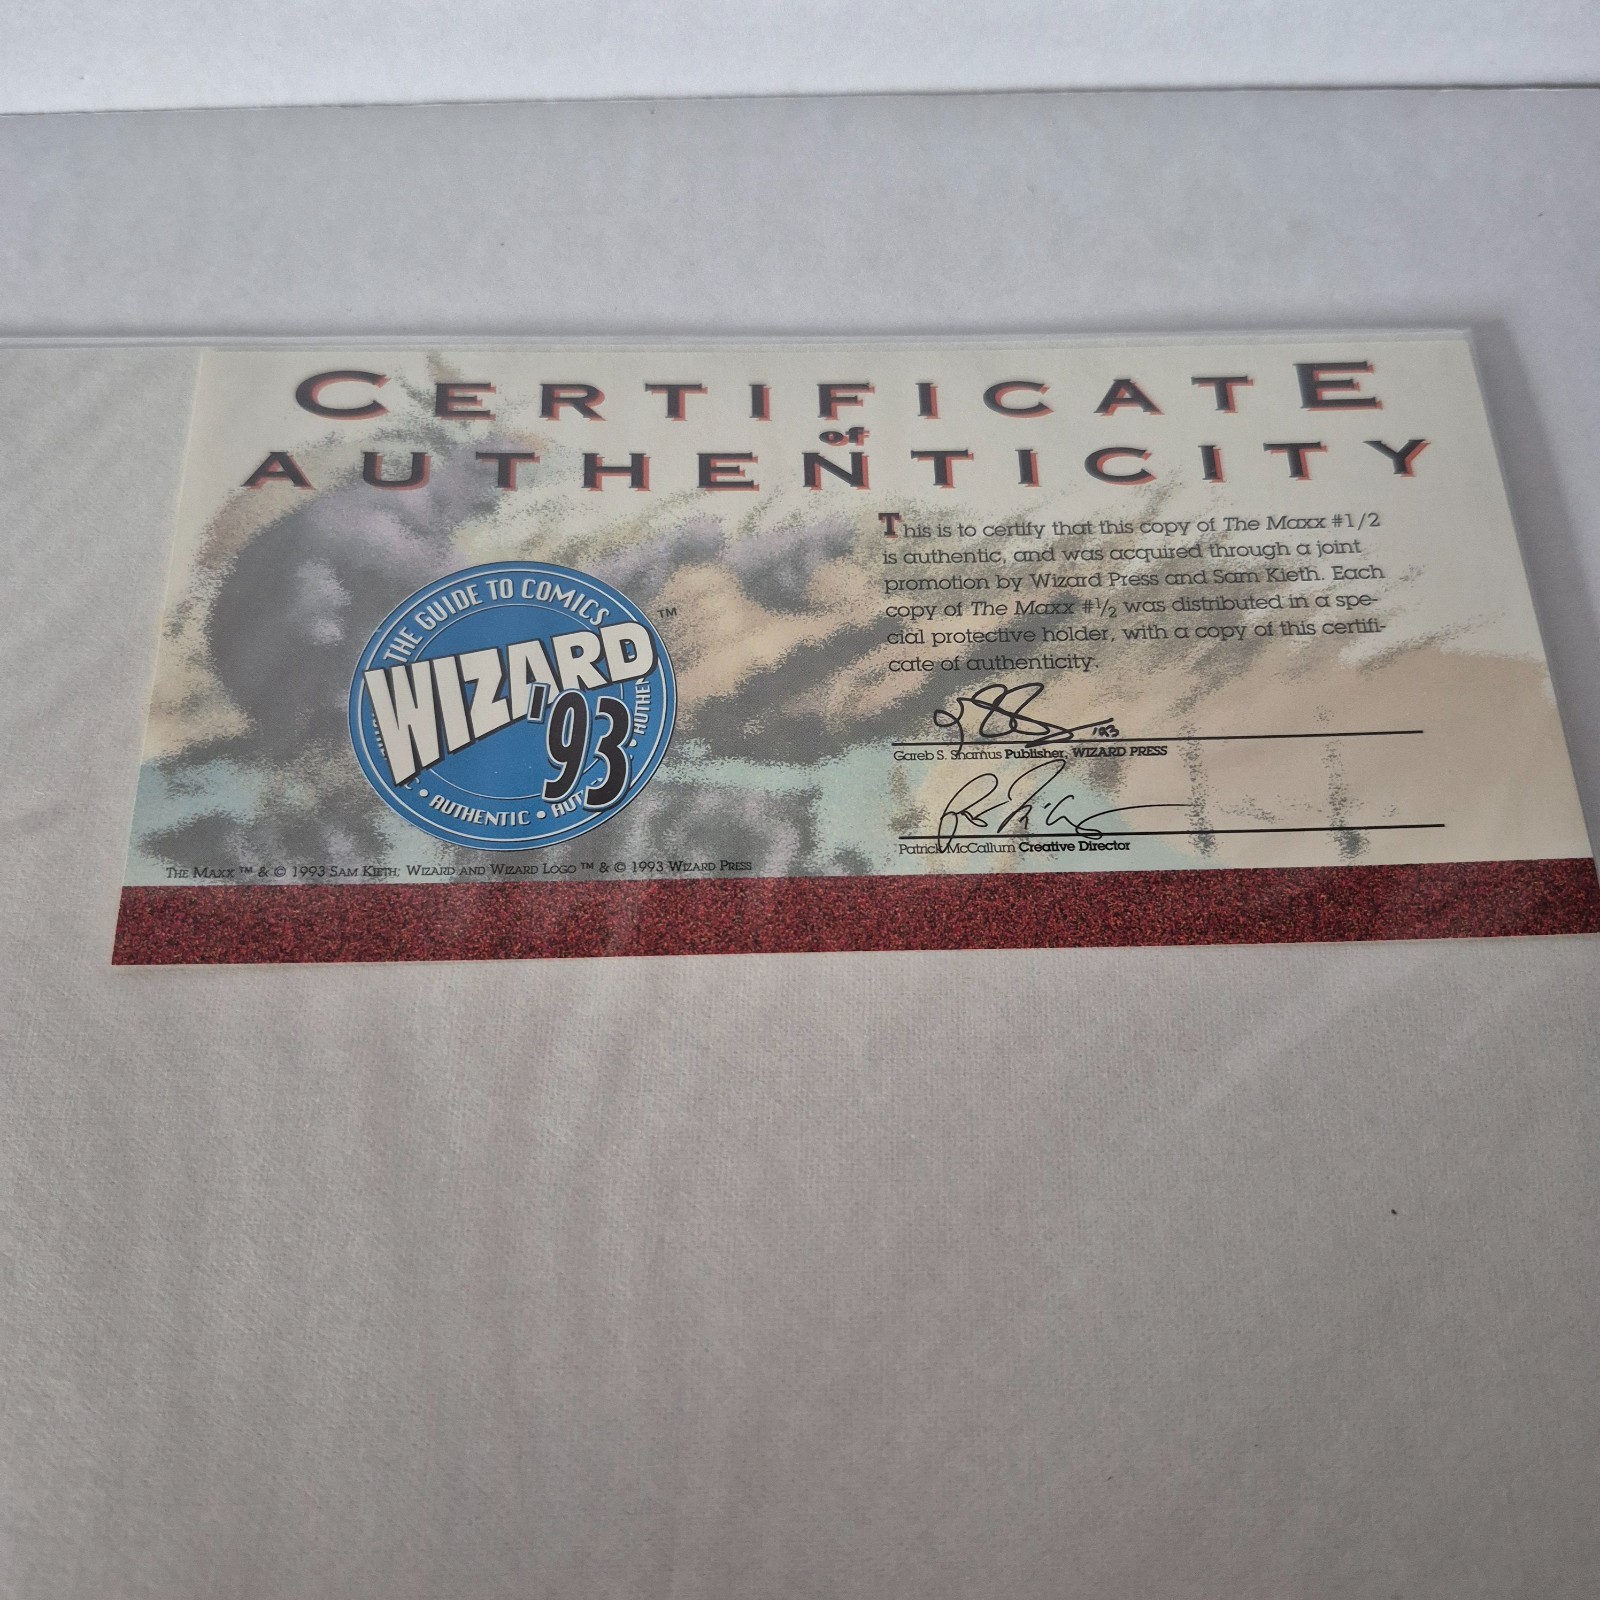 CERTIFICATE
of
AUTHENTICITY
This is to certify that this copy of The Maxx #1/2
is authentic, and was acquired through a joint
promotion by Wizard Press and Sam Kieth. Each
copy of The Maxx #½ was distributed in a spe-
cial protective holder, with a copy of this certifi-
cate of authenticity.
THE GUIDE TO COMICS
WIZARD ™
'93
• AUTHENTIC •
'93
Gareb S. Shamus Publisher, WIZARD PRESS
Patrick McCallum Creative Director
The Maxx ™ & © 1993 Sam Kieth; Wizard and Wizard Logo ™ & © 1993 Wizard Press